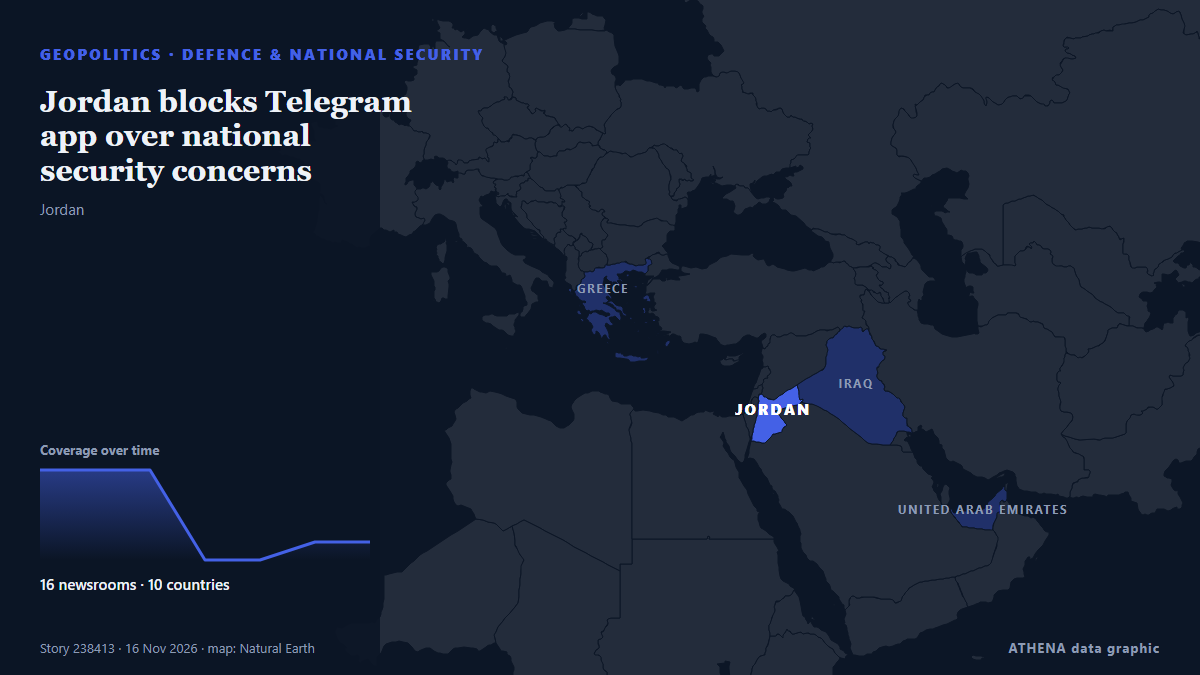 GEOPOLITICS · DEFENCE & NATIONAL SECURITY
Jordan blocks Telegram
app over national
security concerns
Jordan
GREECE
IRAQ
JORDAN
UNITED ARAB EMIRATES
Coverage over time
16 newsrooms · 10 countries
Story 238413 · 16 Nov 2026 · map: Natural Earth
ATHENA data graphic